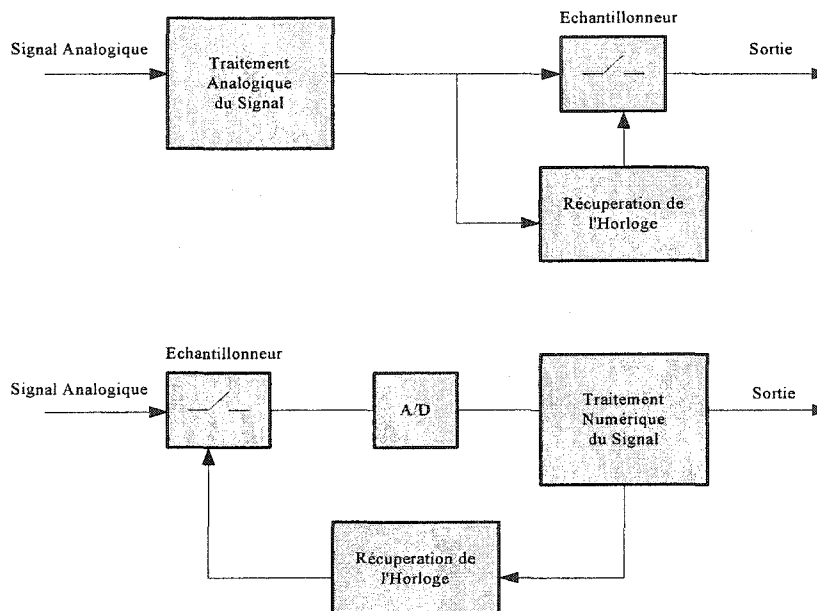 Echantillonneur
Signal Analogique
Sortie
Traitement
Analogique
du Signal
Récuperation de
l'Horloge
Echantillonneur
Signal Analogique
A/D
Traitement
Numérique
du Signal
Sortie
Récuperation de
l'Horloge